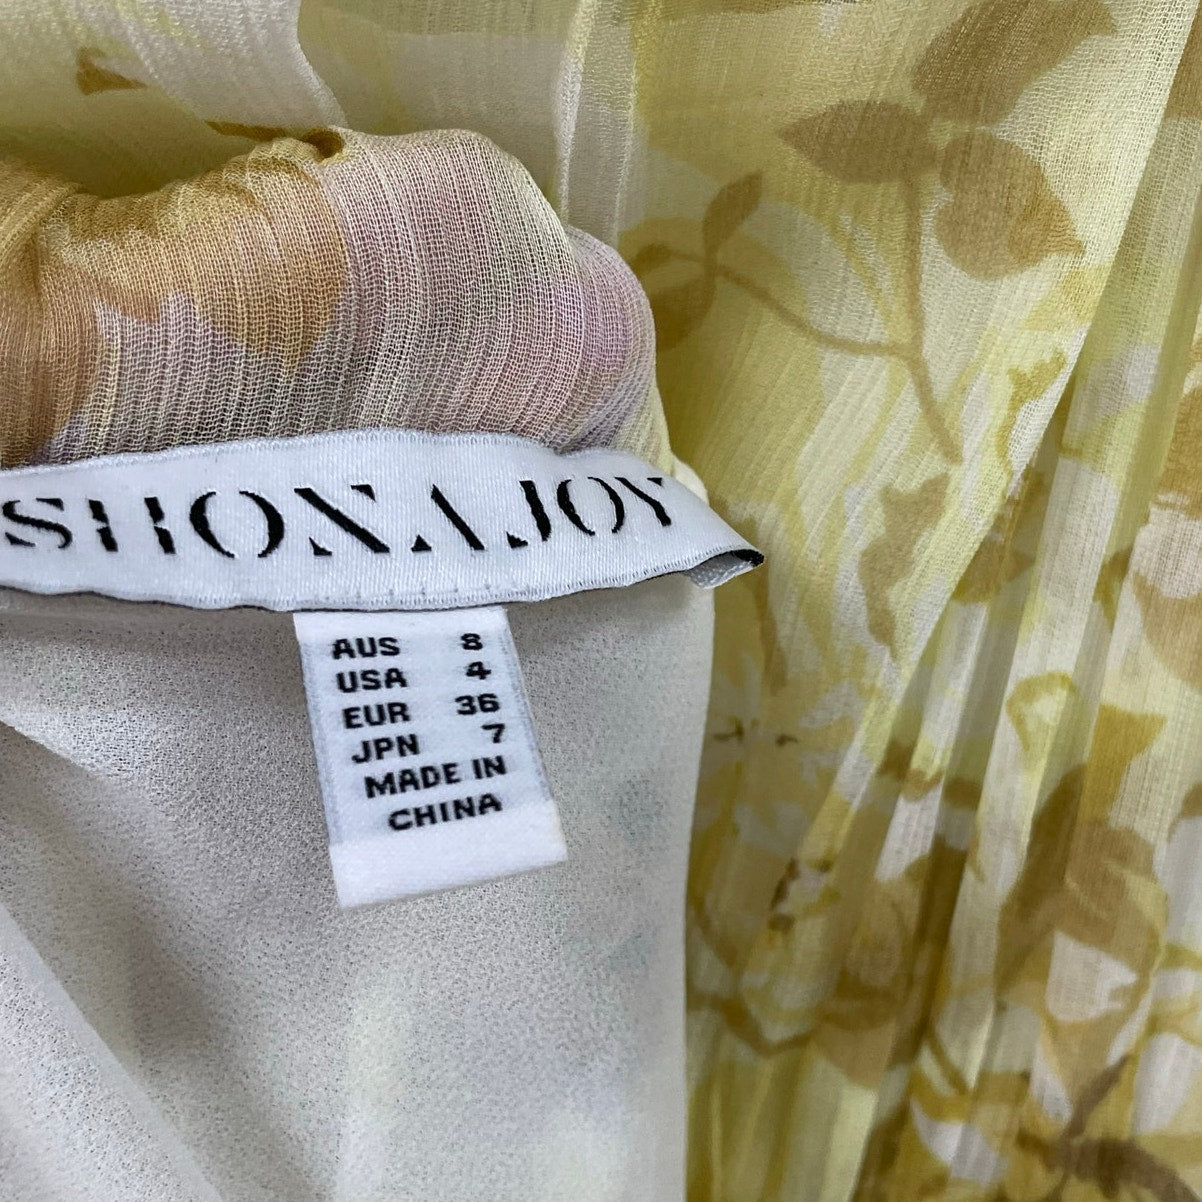 SHONA JOY
AUS 8
USA 4
EUR 36
JPN 7
MADE IN
CHINA